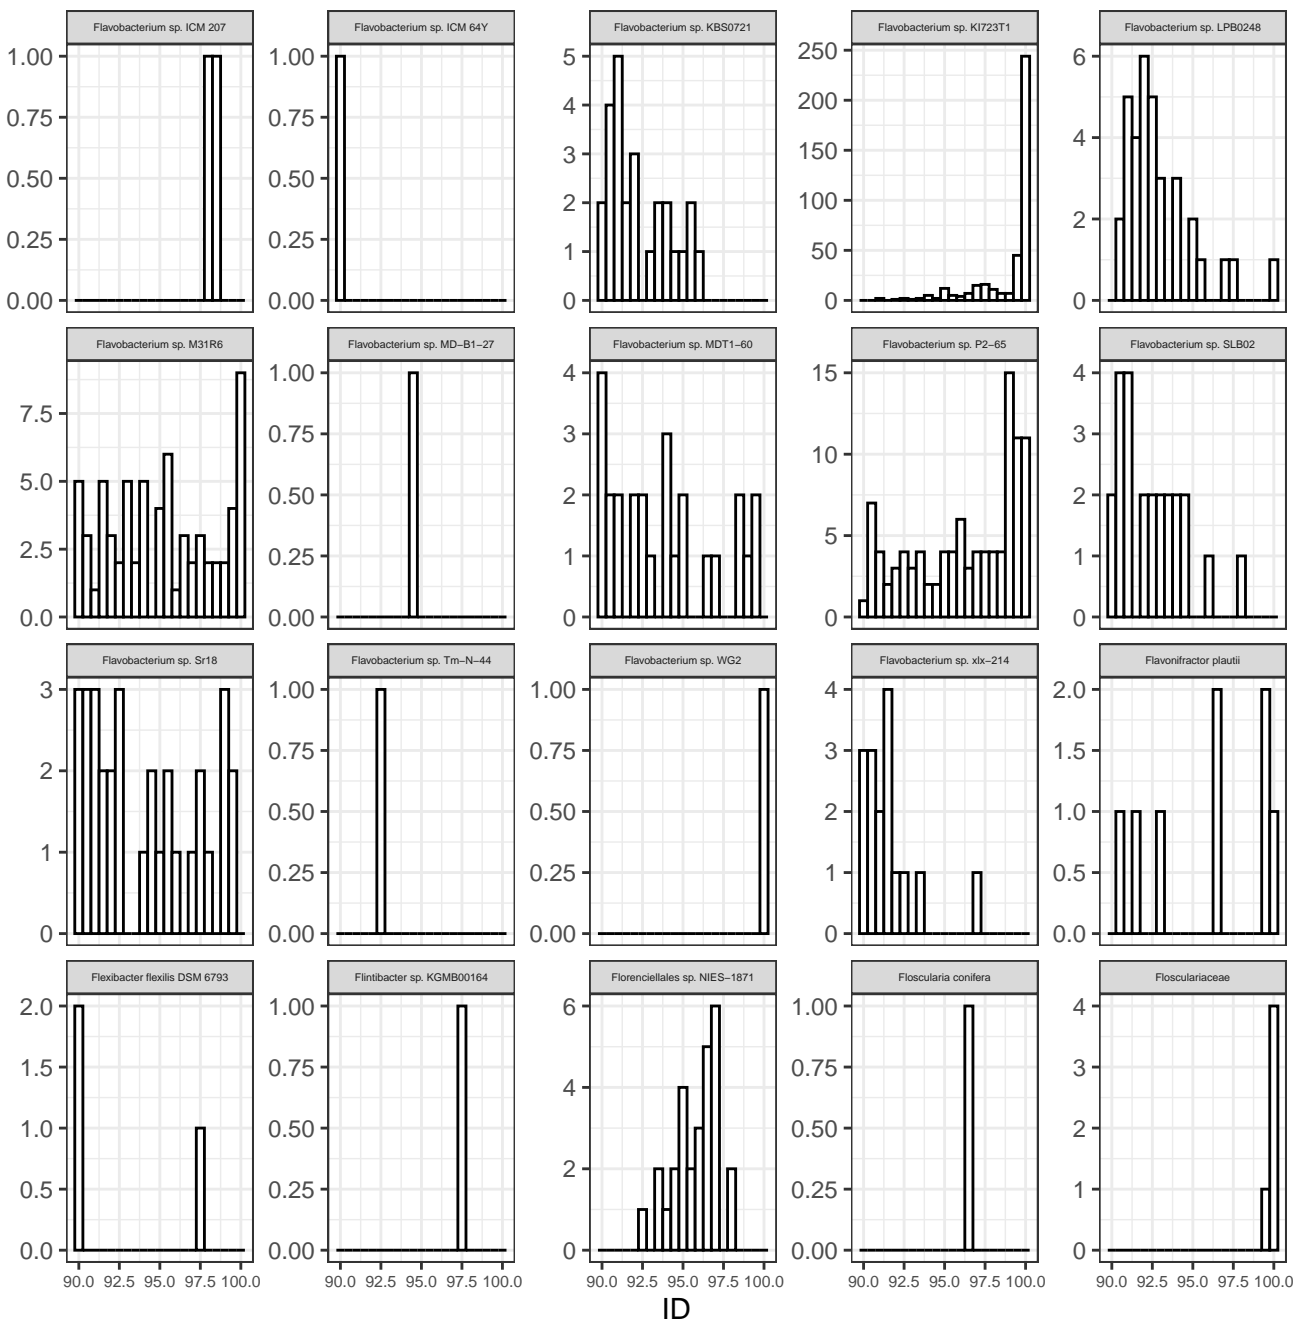 Flavobacterium sp. ICM 207 Flavobacterium sp. ICM 64Y Flavobacterium sp. KBS0721 Flavobacterium sp. KI723T1 Flavobacterium sp. LPB0248
1.00 1.00 5 250 6
0.75 0.75 4 200 4
0.50 0.50 3 150 2
0.25 0.25 2 100 0
0.00 0.00 1 50
0 0
Flavobacterium sp. M31R6 Flavobacterium sp. MD−B1−27 Flavobacterium sp. MDT1−60 Flavobacterium sp. P2−65 Flavobacterium sp. SLB02
7.5 1.00 4 15 4
5.0 0.75 3 10 3
2.5 0.50 2 5 2
0.0 0.25 1 0 1
0.00 0 0
Flavobacterium sp. Sr18 Flavobacterium sp. Tm−N−44 Flavobacterium sp. WG2 Flavobacterium sp. xlx−214 Flavonifractor plautii
3 1.00 1.00 4 2.0
2 0.75 0.75 3 1.5
1 0.50 0.50 2 1.0
0 0.25 0.25 1 0.5
0.00 0.00 0 0.0
Flexibacter flexilis DSM 6793 Flintibacter sp. KGMB00164 Florenciellales sp. NIES−1871 Floscularia conifera Flosculariaceae
2.0 1.00 6 1.00 4
1.5 0.75 4 0.75 3
1.0 0.50 2 0.50 2
0.5 0.25 0 0.25 1
0.0 0.00 0.00 0
90.0 92.5 95.0 97.5 100.0 90.0 92.5 95.0 97.5 100.0 90.0 92.5 95.0 97.5 100.0 90.0 92.5 95.0 97.5 100.0 90.0 92.5 95.0 97.5 100.0
ID